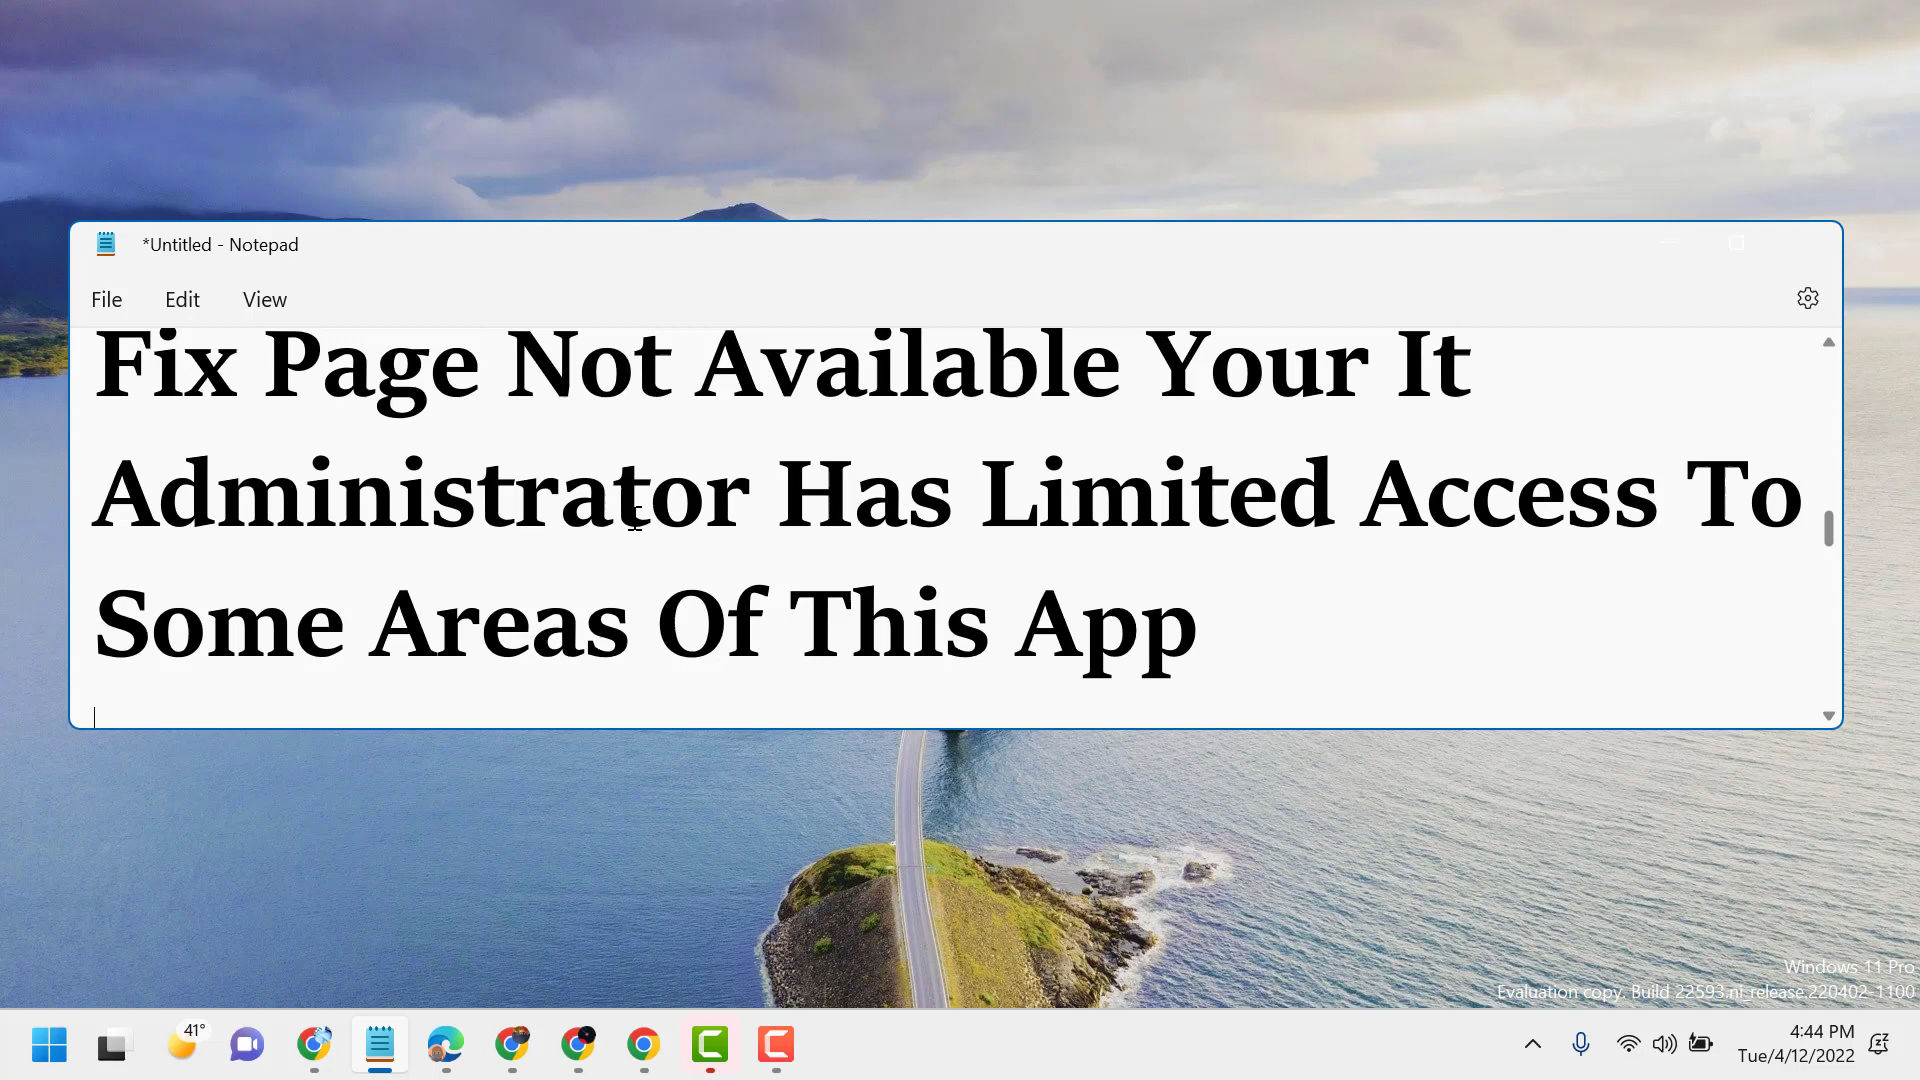 *Untitled - Notepad
File Edit View
Fix Page Not Available Your It
Administrator Has Limited Access To
Some Areas Of This App
Windows 11 Pro
Evaluation copy. Build 22593.ni_release.220402-1100
41°
4:44 PM
Tue/4/12/2022